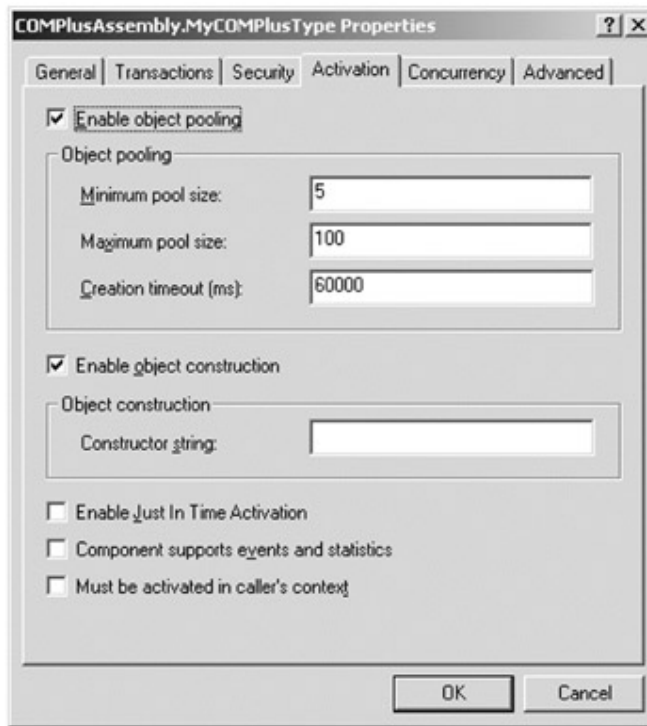 COMPlusAssembly.MyCOMPlusType Properties
General Transactions Security Activation Concurrency Advanced
Enable object pooling
Object pooling
Minimum pool size: 5
Maximum pool size: 100
Creation timeout (ms): 60000
Enable object construction
Object construction
Constructor string:
Enable Just In Time Activation
Component supports events and statistics
Must be activated in caller's context
OK Cancel